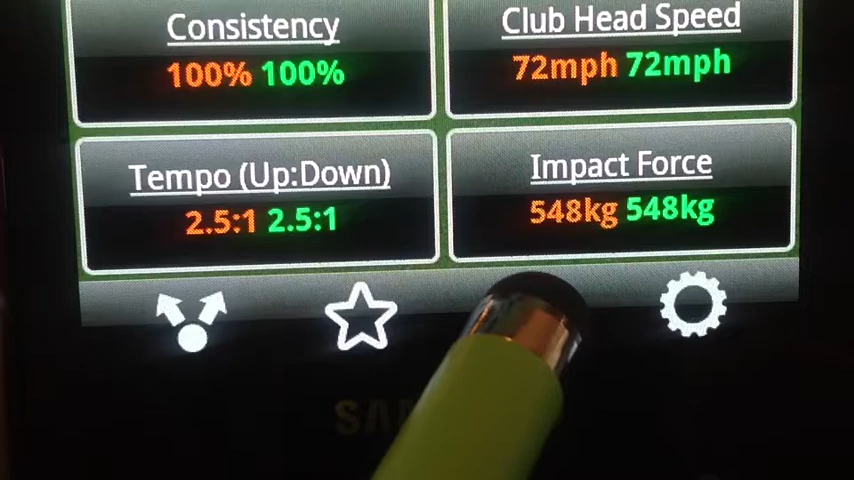 Consistency
100% 100%
Club Head Speed
72mph 72mph
Tempo (Up:Down)
2.5:1 2.5:1
Impact Force
548kg 548kg